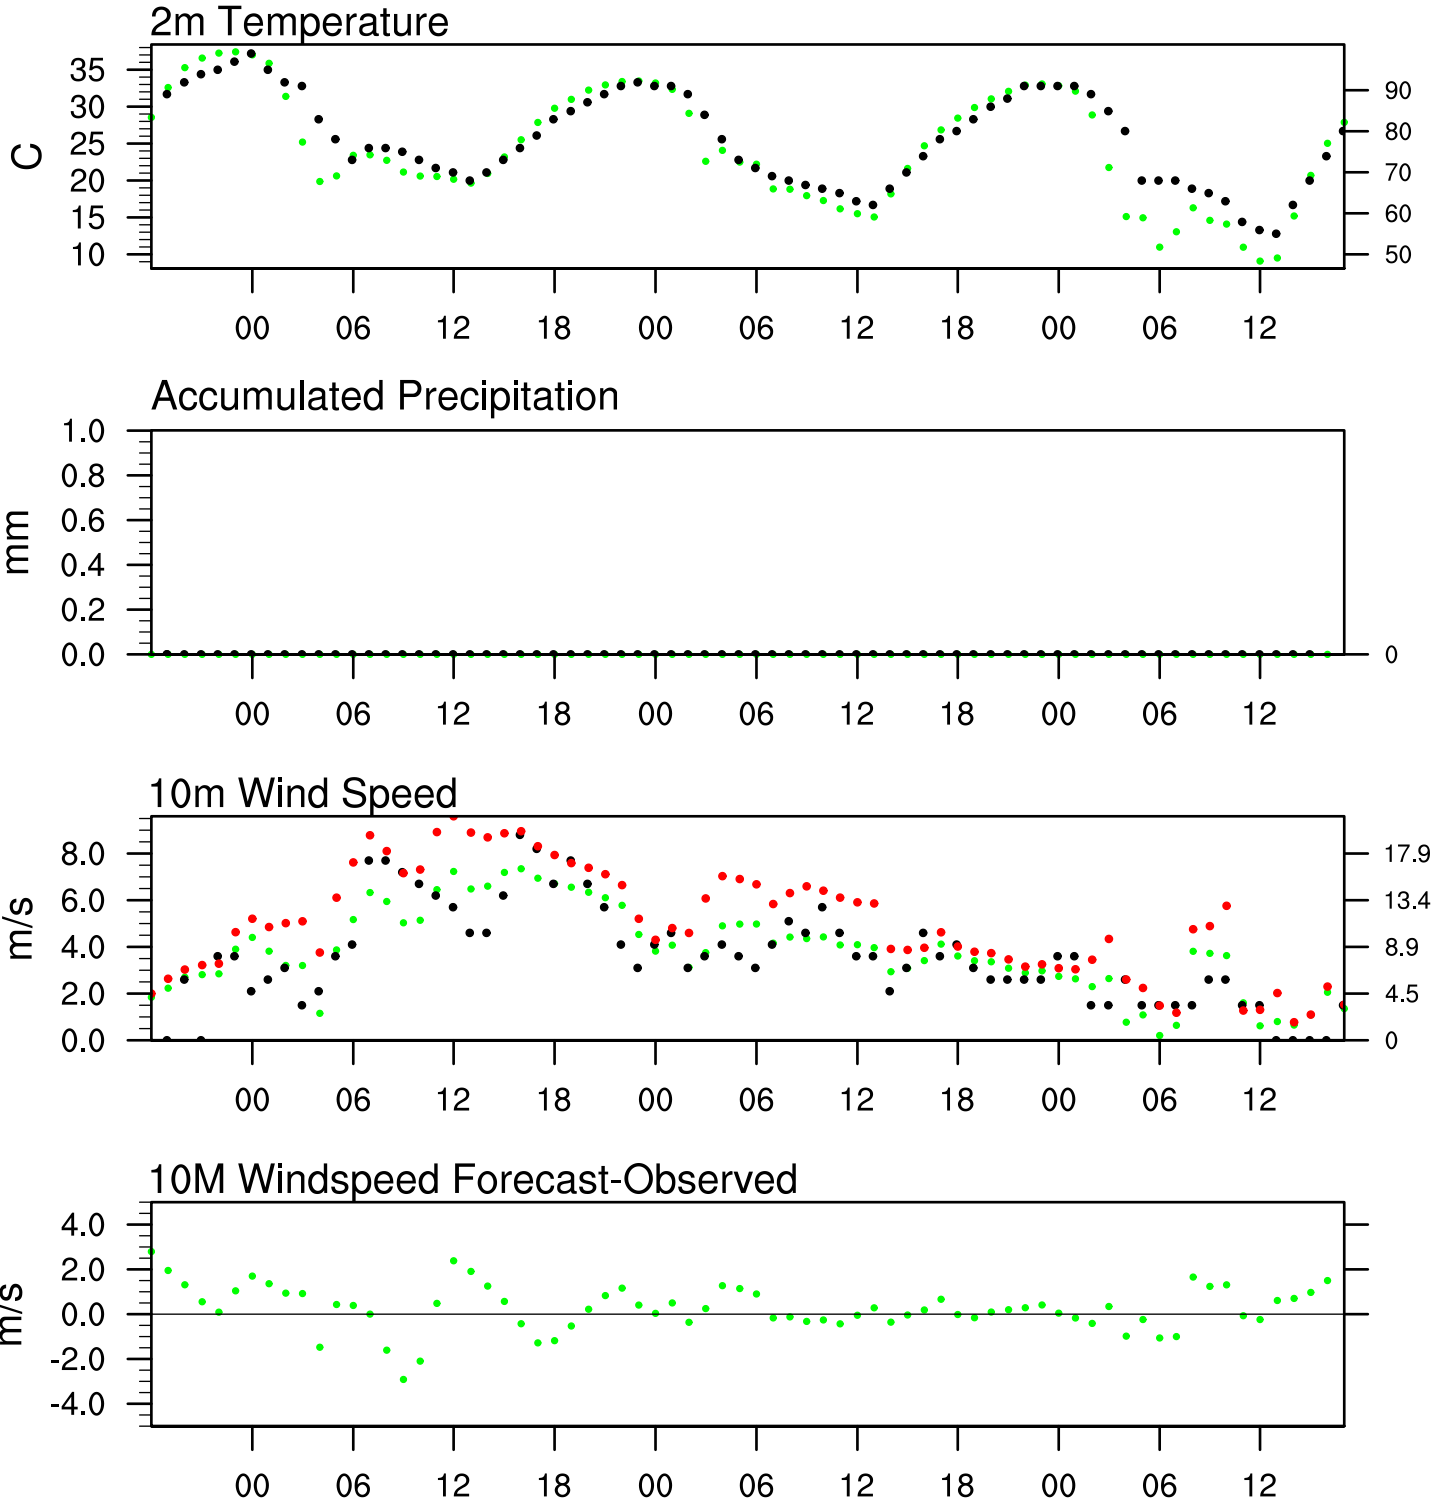 2m Temperature
C
35
30
25
20
15
10
90
80
70
60
50
00 06 12 18 00 06 12 18 00 06 12
Accumulated Precipitation
mm
1.0
0.8
0.6
0.4
0.2
0.0
0
00 06 12 18 00 06 12 18 00 06 12
10m Wind Speed
m/s
8.0
6.0
4.0
2.0
0.0
17.9
13.4
8.9
4.5
0
00 06 12 18 00 06 12 18 00 06 12
10M Windspeed Forecast-Observed
m/s
4.0
2.0
0.0
-2.0
-4.0
00 06 12 18 00 06 12 18 00 06 12